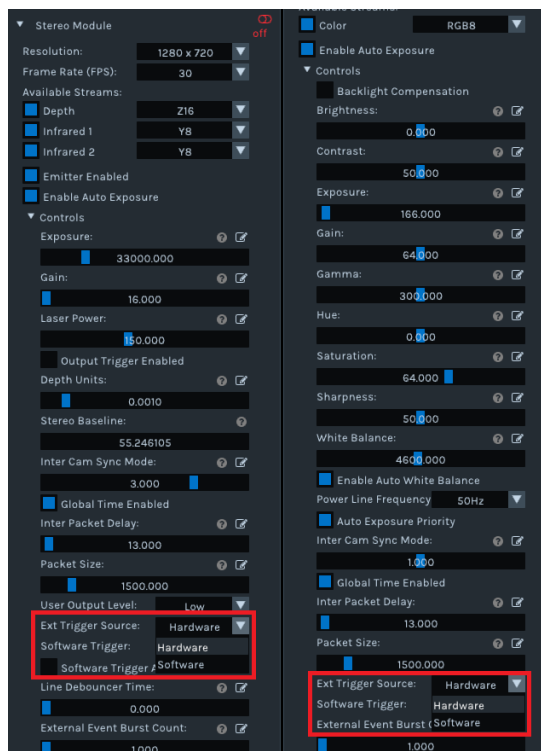 Stereo Module
off
Resolution: 1280 x 720
Frame Rate (FPS): 30
Available Streams:
Depth Z16
Infrared 1 Y8
Infrared 2 Y8
Emitter Enabled
Enable Auto Exposure
Controls
Exposure:
33000.000
Gain:
16.000
Laser Power:
150.000
Output Trigger Enabled
Depth Units:
0.0010
Stereo Baseline:
55.246105
Inter Cam Sync Mode:
3.000
Global Time Enabled
Inter Packet Delay:
13.000
Packet Size:
1500.000
User Output Level: Low
Ext Trigger Source: Hardware
Software Trigger: Hardware
Software Trigger A Software
Line Debouncer Time:
0.000
External Event Burst Count:
1.000
Available Streams:
Color RGB8
Enable Auto Exposure
Controls
Backlight Compensation
Brightness:
0.000
Contrast:
50.000
Exposure:
166.000
Gain:
64.000
Gamma:
300.000
Hue:
0.000
Saturation:
64.000
Sharpness:
50.000
White Balance:
4600.000
Enable Auto White Balance
Power Line Frequency 50Hz
Auto Exposure Priority
Inter Cam Sync Mode:
1.000
Global Time Enabled
Inter Packet Delay:
13.000
Packet Size:
1500.000
Ext Trigger Source: Hardware
Software Trigger: Hardware
External Event Burst Software
1.000